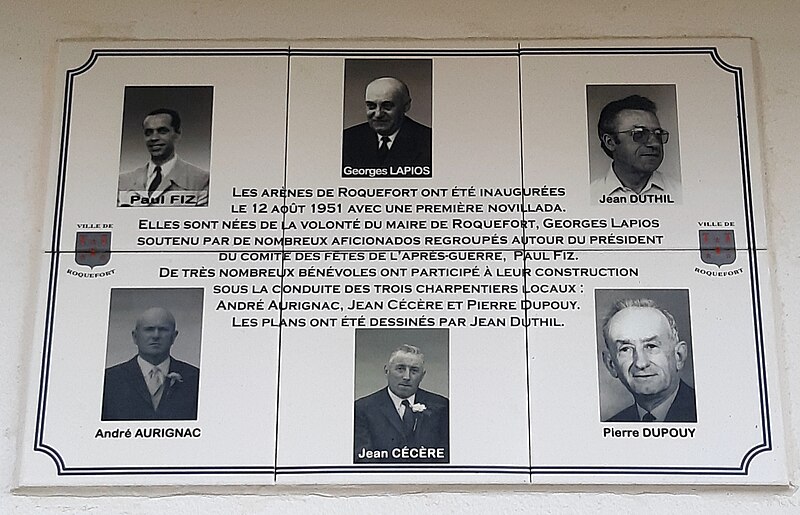 Georges LAPIOS
Paul FIZ
Jean DUTHIL
LES ARÈNES DE ROQUEFORT ONT ÉTÉ INAUGURÉES
LE 12 AOÛT 1951 AVEC UNE PREMIÈRE NOVILLADA.
ELLES SONT NÉES DE LA VOLONTÉ DU MAIRE DE ROQUEFORT, GEORGES LAPIOS
SOUTENU PAR DE NOMBREUX AFICIONADOS REGROUPÉS AUTOUR DU PRÉSIDENT
DU COMITÉ DES FÊTES DE L'APRÈS-GUERRE, PAUL FIZ.
DE TRÈS NOMBREUX BÉNÉVOLES ONT PARTICIPÉ À LEUR CONSTRUCTION
SOUS LA CONDUITE DES TROIS CHARPENTIERS LOCAUX :
ANDRÉ AURIGNAC, JEAN CÉCÈRE ET PIERRE DUPOUY.
LES PLANS ONT ÉTÉ DESSINÉS PAR JEAN DUTHIL.
VILLE DE
ROQUEFORT
VILLE DE
ROQUEFORT
André AURIGNAC
Jean CÉCÈRE
Pierre DUPOUY